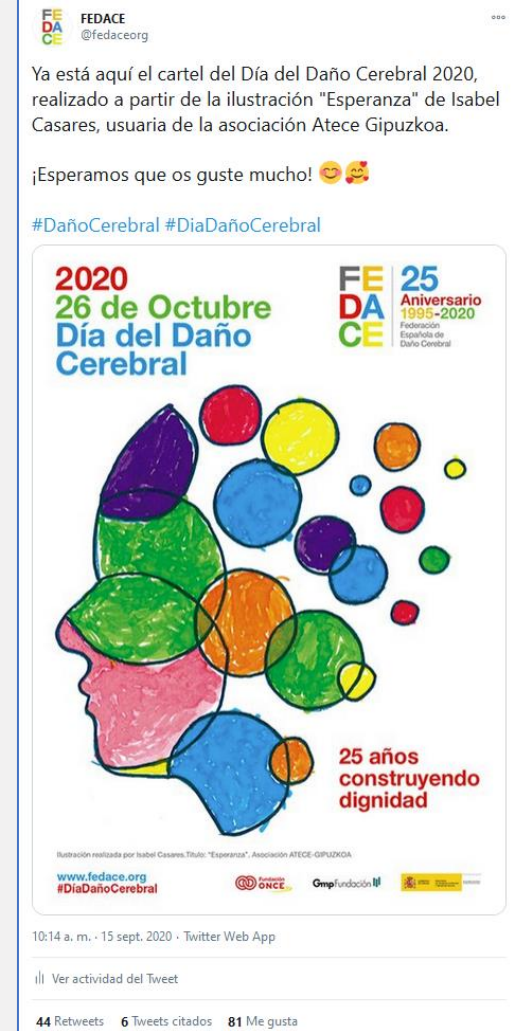 FEDACE
@fedaceorg
Ya está aquí el cartel del Día del Daño Cerebral 2020,
realizado a partir de la ilustración "Esperanza" de Isabel
Casares, usuaria de la asociación Atece Gipuzkoa.
¡Esperamos que os guste mucho! 😊🥰
#DañoCerebral #DiaDañoCerebral
2020
26 de Octubre
Día del Daño
Cerebral
FE
DA
CE
25
Aniversario
1995-2020
Federación
Española de
Daño Cerebral
25 años
construyendo
dignidad
Ilustración realizada por Isabel Casares.Título: "Esperanza". Asociación ATECE-GIPUZKOA
www.fedace.org
#DíaDañoCerebral
Fundación
ONCE
GmpFundación
10:14 a. m. · 15 sept. 2020 · Twitter Web App
Ver actividad del Tweet
44 Retweets 6 Tweets citados 81 Me gusta